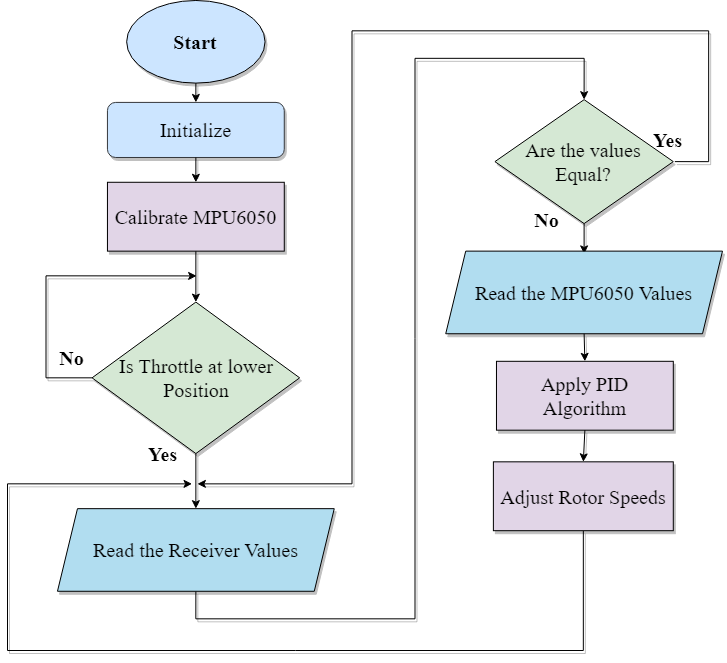 Start
Initialize
Calibrate MPU6050
Is Throttle at lower
Position
No
Yes
Read the Receiver Values
Are the values
Equal?
Yes
No
Read the MPU6050 Values
Apply PID
Algorithm
Adjust Rotor Speeds